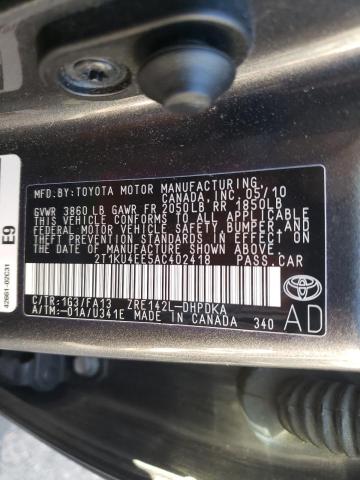 MFD.BY:TOYOTA MOTOR MANUFACTURING
CANADA,INC. 05/10
GVWR 3860 LB GAWR FR 2050LB RR 1850LB
THIS VEHICLE CONFORMS TO ALL APPLICABLE
FEDERAL MOTOR VEHICLE SAFETY,BUMPER,AND
THEFT PREVENTION STANDARDS IN EFFECT ON
THE DATE OF MANUFACTURE SHOWN ABOVE.
2T1KU4EE5AC402418 PASS.CAR
C/TR:1G3/FA13 ZRE142L-DHPDKA
A/TM:-01A/U341E MADE IN CANADA 340
AD
TOYOTA
E9
42661-02C31